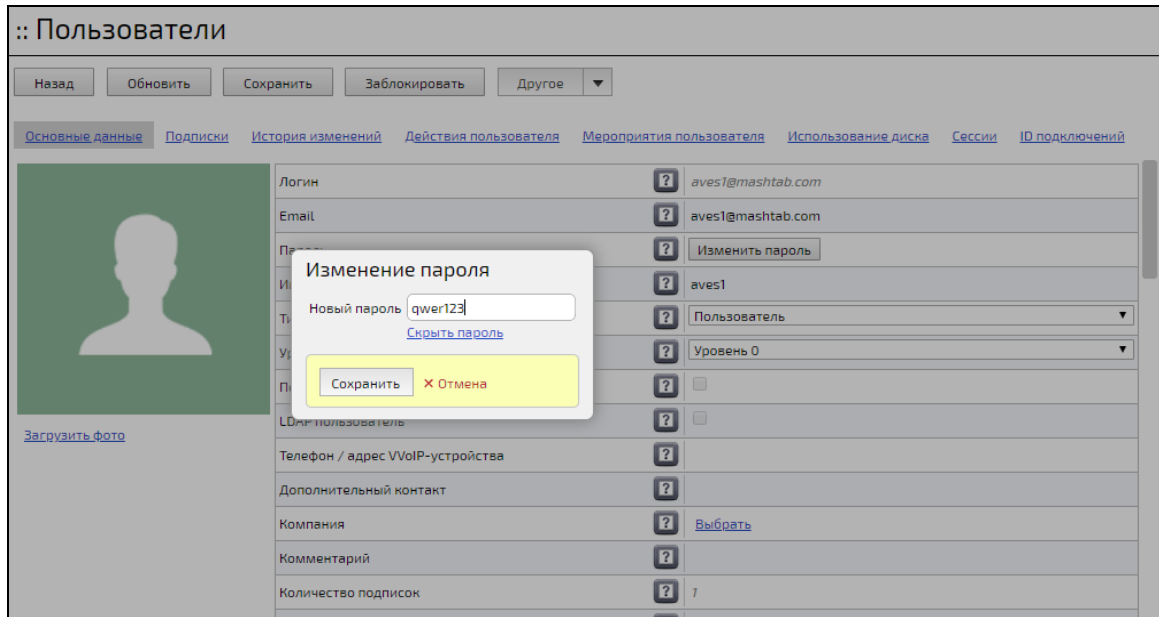 :: Пользователи
Назад Обновить Сохранить Заблокировать Другое
Основные данные Подписки История изменений Действия пользователя Мероприятия пользователя Использование диска Сессии ID подключений
Логин ? aves1@mashtab.com
Email ? aves1@mashtab.com
? Изменить пароль
Изменение пароля
? aves1
Новый пароль qwer123
? Пользователь
Скрыть пароль
? Уровень 0
Сохранить × Отмена
?
LDAP пользователь ?
Загрузить фото
Телефон / адрес VVoIP-устройства ?
Дополнительный контакт ?
Компания ? Выбрать
Комментарий ?
Количество подписок ? 1